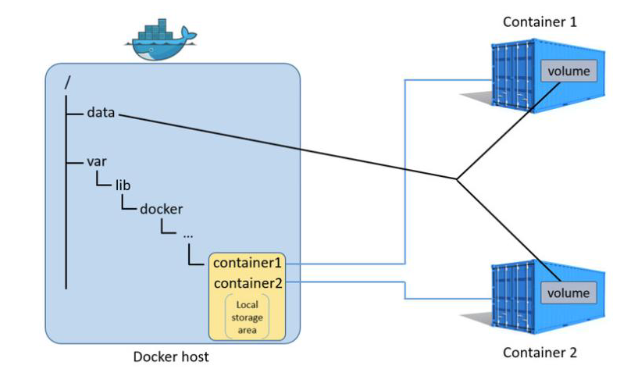 Container 1
volume
/
data
var
lib
docker
...
container1
container2
Local
storage
area
Docker host
volume
Container 2